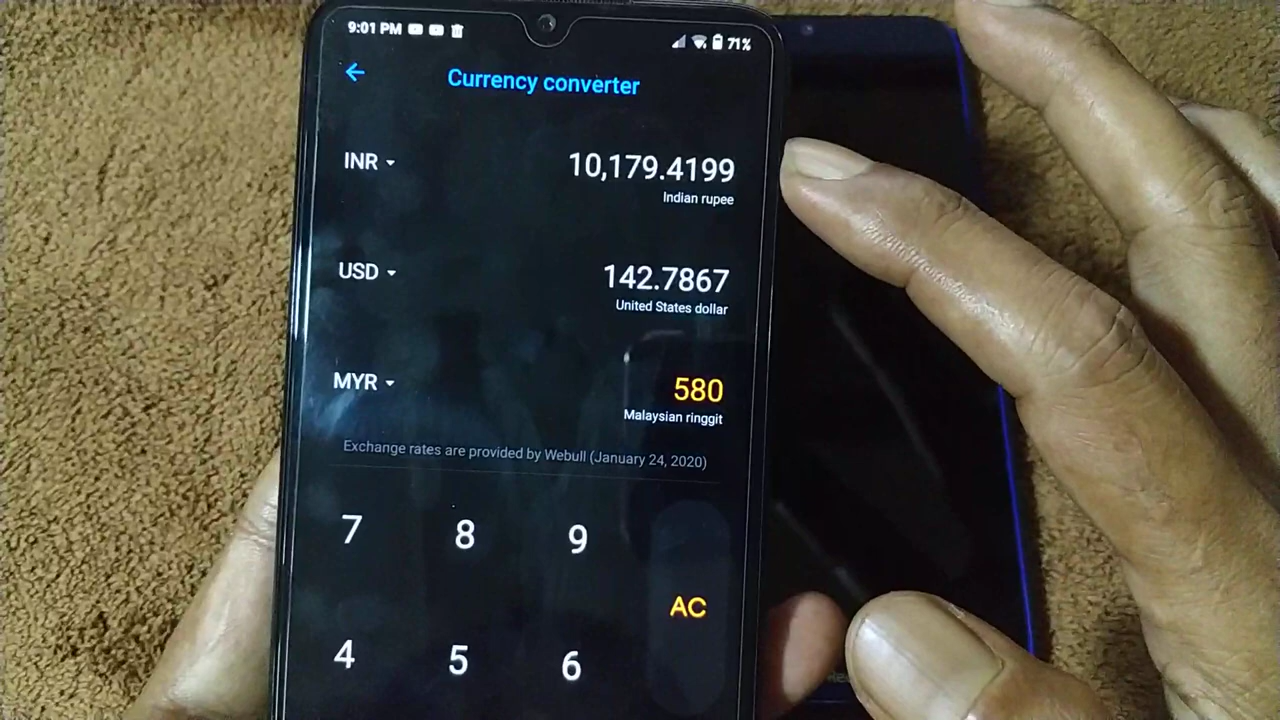 9:01 PM 71%
Currency converter
INR 10,179.4199
Indian rupee
USD 142.7867
United States dollar
MYR 580
Malaysian ringgit
Exchange rates are provided by Webull (January 24, 2020)
7 8 9
AC
4 5 6